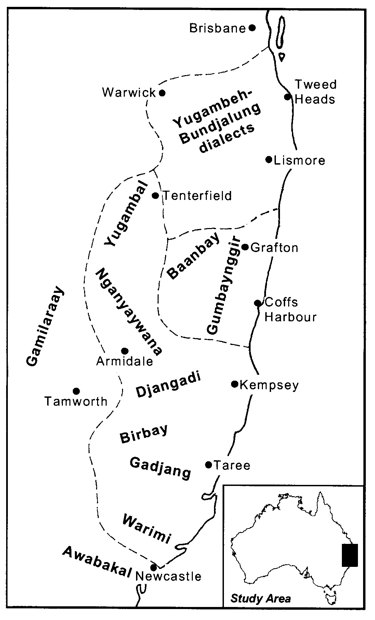 Brisbane
Warwick
Tweed
Heads
Yugambeh-
Bundjalung
dialects
Lismore
Yugambal
Tenterfield
Baanbay
Gumbaynggir
Grafton
Nganyaywana
Gamilaraay
Coffs
Harbour
Armidale
Djangadi
Kempsey
Tamworth
Birbay
Gadjang
Taree
Warimi
Awabakal
Newcastle
Study Area